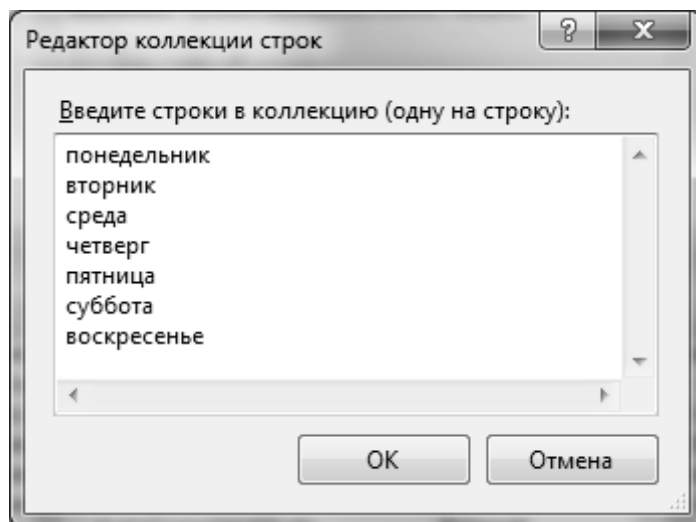 Редактор коллекции строк
?
X
Введите строки в коллекцию (одну на строку):
понедельник
вторник
среда
четверг
пятница
суббота
воскресенье
OK
Отмена